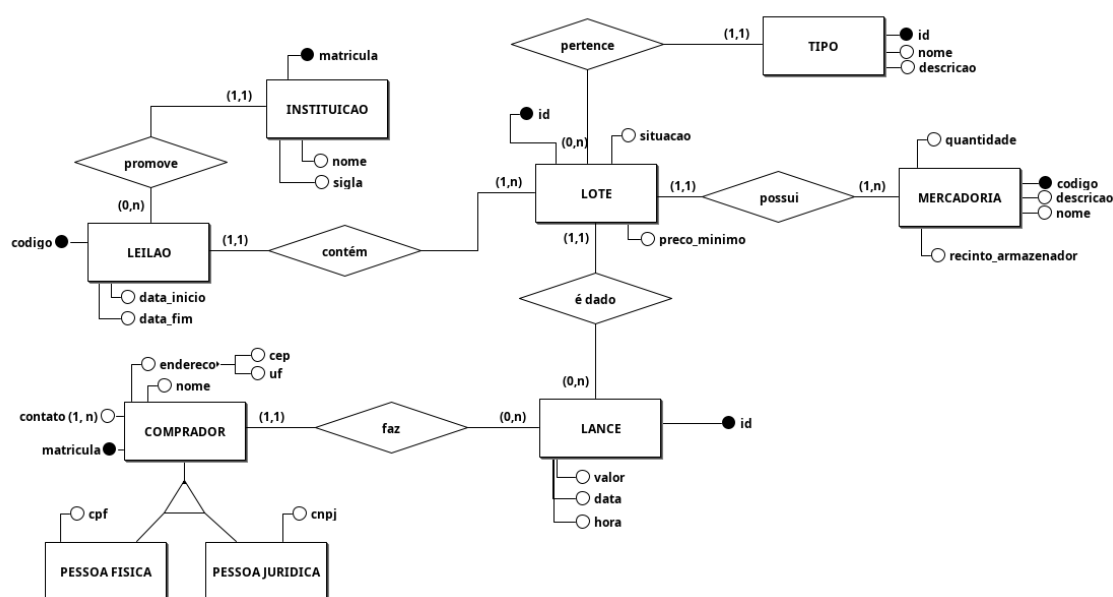 pertence
(1,1)
TIPO
id
nome
descricao
matricula
(1,1)
INSTITUICAO
nome
sigla
promove
(0,n)
id
(0,n)
situacao
LOTE
preco_minimo
(1,n)
(1,1)
possui
(1,n)
quantidade
MERCADORIA
codigo
descricao
nome
recinto_armazenador
codigo
LEILAO
(1,1)
contém
data_inicio
data_fim
(1,1)
é dado
(0,n)
endereco
cep
uf
nome
contato (1, n)
matricula
COMPRADOR
(1,1)
faz
(0,n)
LANCE
id
valor
data
hora
cpf
cnpj
PESSOA FISICA
PESSOA JURIDICA